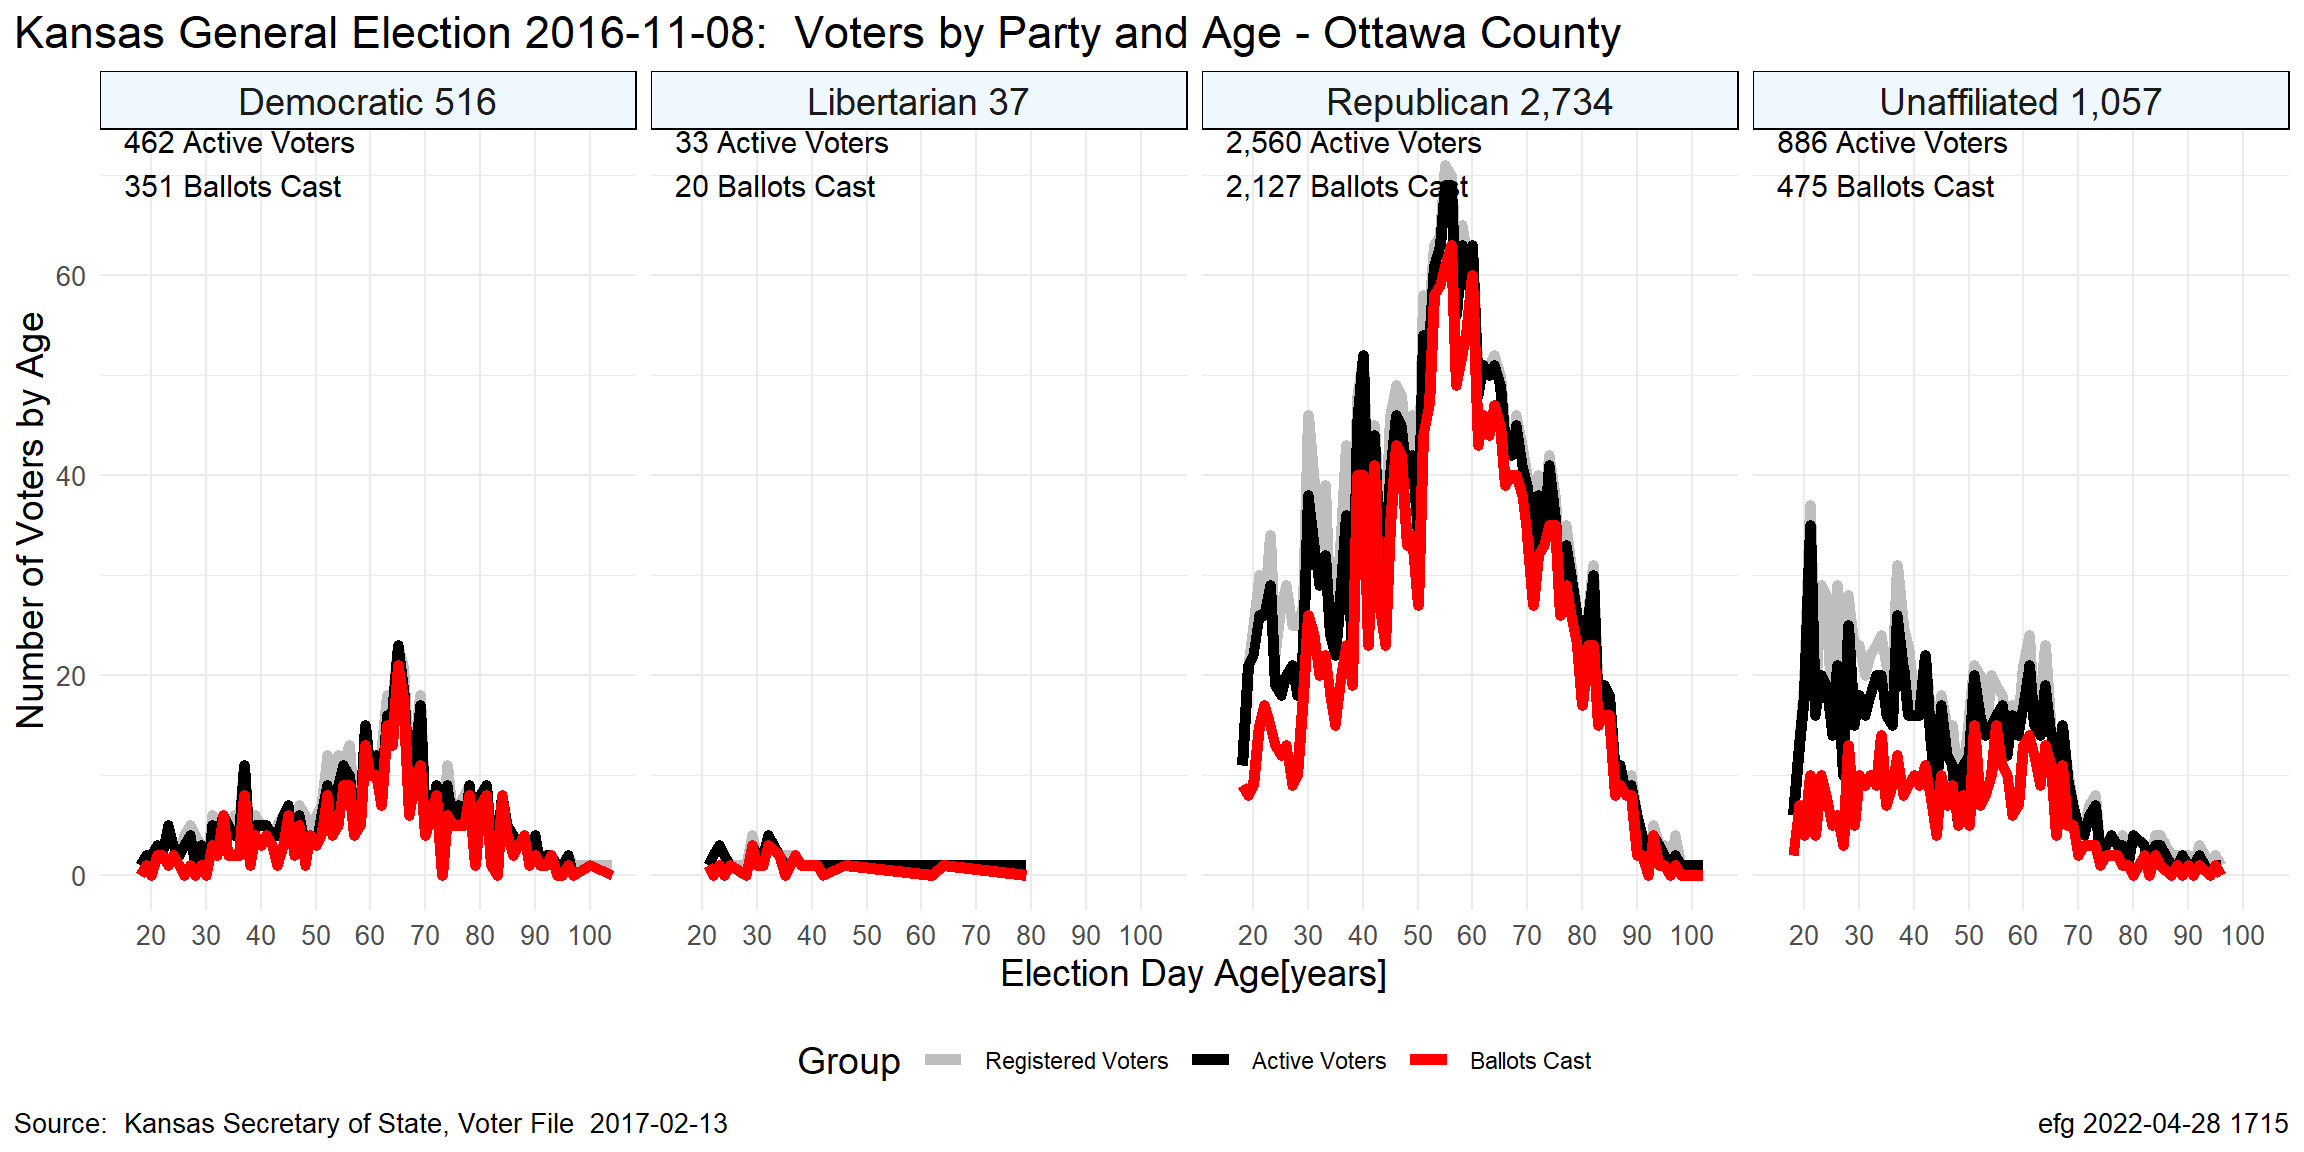 Kansas General Election 2016-11-08:  Voters by Party and Age - Ottawa County
Democratic 516
Libertarian 37
Republican 2,734
Unaffiliated 1,057
462 Active Voters
351 Ballots Cast
33 Active Voters
20 Ballots Cast
2,560 Active Voters
2,127 Ballots Cast
886 Active Voters
475 Ballots Cast
Number of Voters by Age
60
40
20
0
20 30 40 50 60 70 80 90 100
20 30 40 50 60 70 80 90 100
20 30 40 50 60 70 80 90 100
20 30 40 50 60 70 80 90 100
Election Day Age[years]
Group Registered Voters Active Voters Ballots Cast
Source:  Kansas Secretary of State, Voter File  2017-02-13
efg 2022-04-28 1715